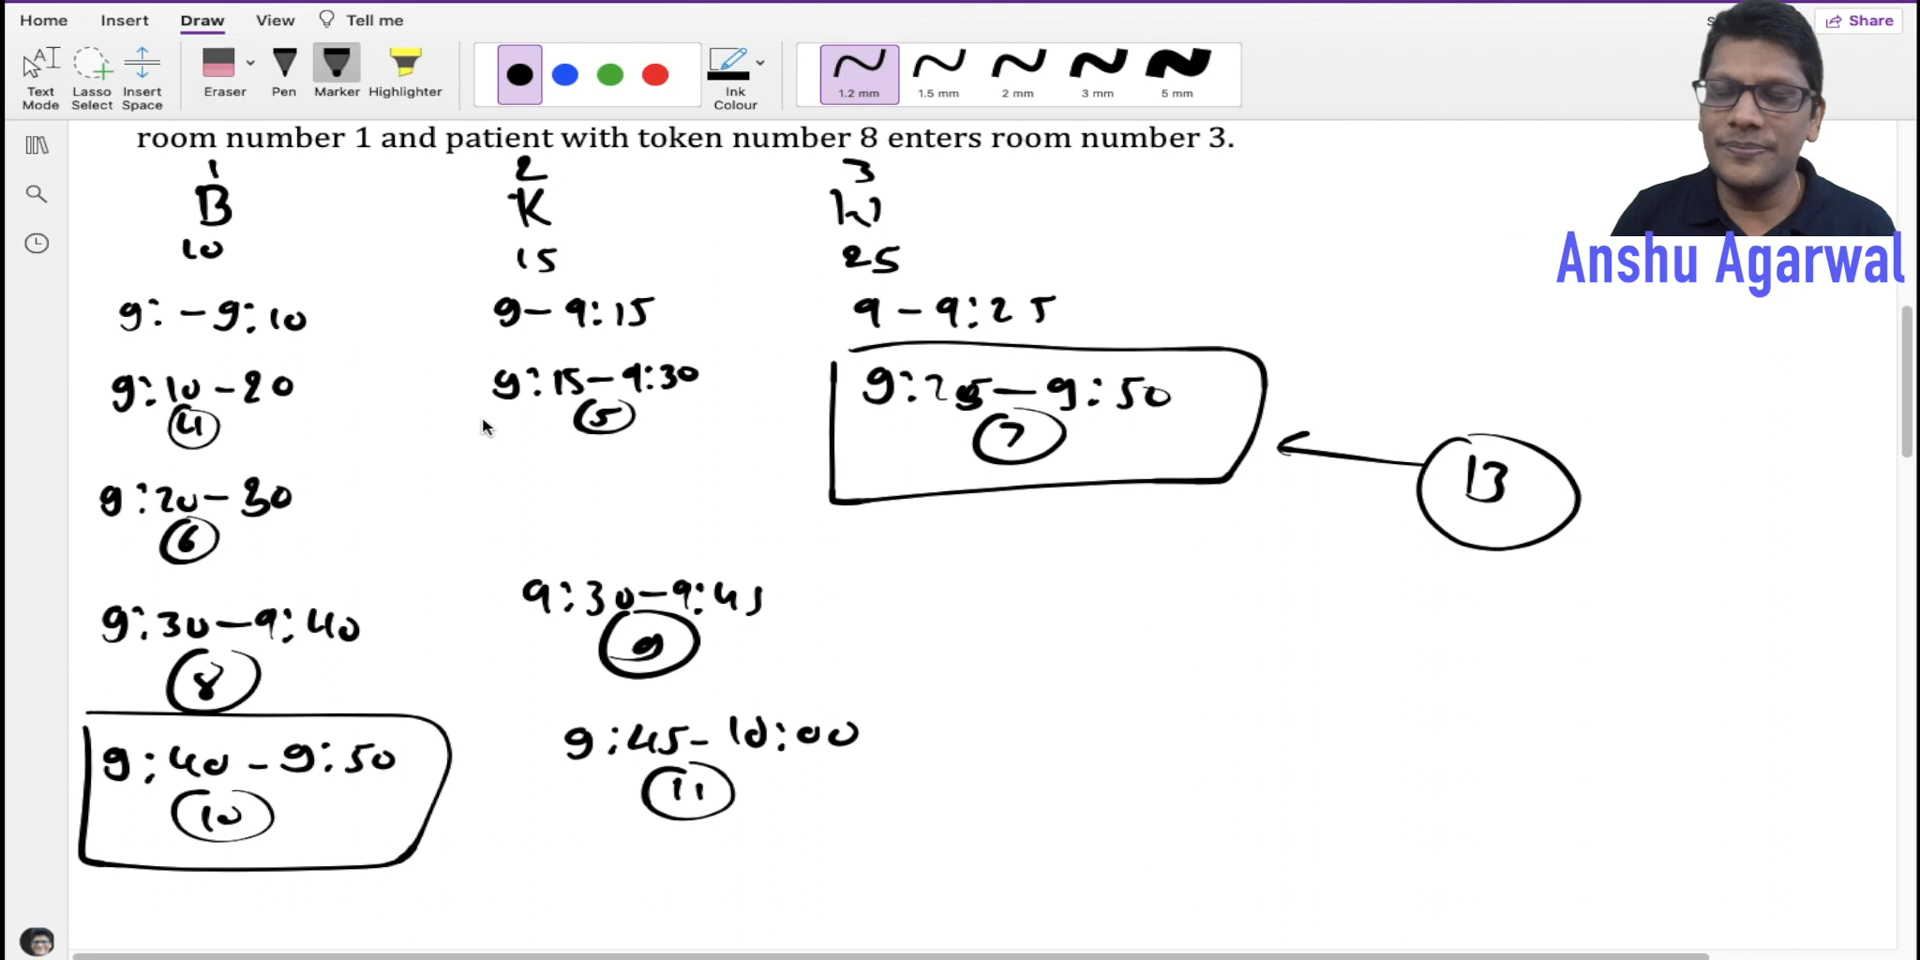 Home Insert Draw View Tell me Share
Text Mode Lasso Select Insert Space Eraser Pen Marker Highlighter Ink Colour 1.2 mm 1.5 mm 2 mm 3 mm 5 mm
room number 1 and patient with token number 8 enters room number 3.
1 2 3
B K W
10 15 25
Anshu Agarwal
9: - 9:10 9 - 9:15 9 - 9:25
9:10 - 20 9:15 - 9:30 9:25 - 9:50
4 5 7
B
9:20 - 30
6
9:30 - 9:40 9:30 - 9:45
8 9
9:40 - 9:50 9:45 - 10:00
10 11